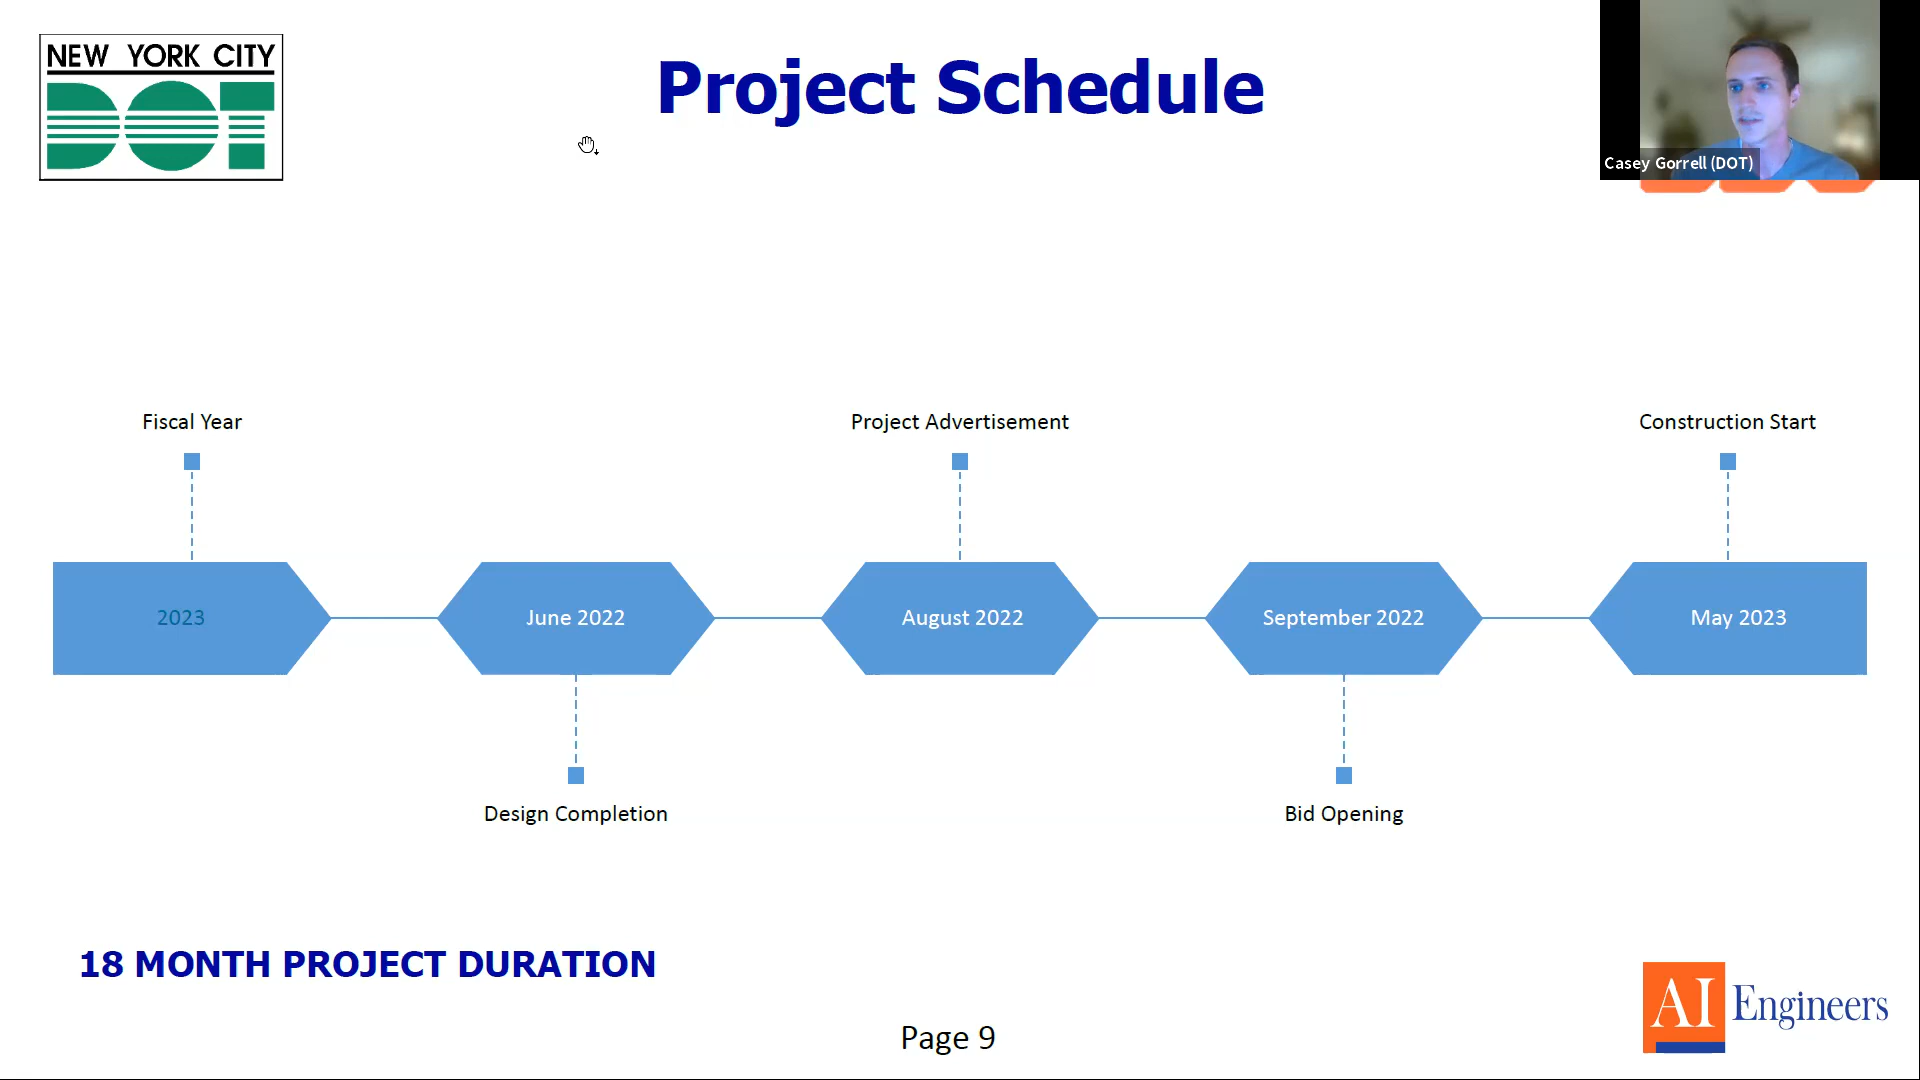 NEW YORK CITY
DOT
Project Schedule
Casey Gorrell (DOT)
Fiscal Year
Project Advertisement
Construction Start
2023
June 2022
August 2022
September 2022
May 2023
Design Completion
Bid Opening
18 MONTH PROJECT DURATION
AI Engineers
Page 9